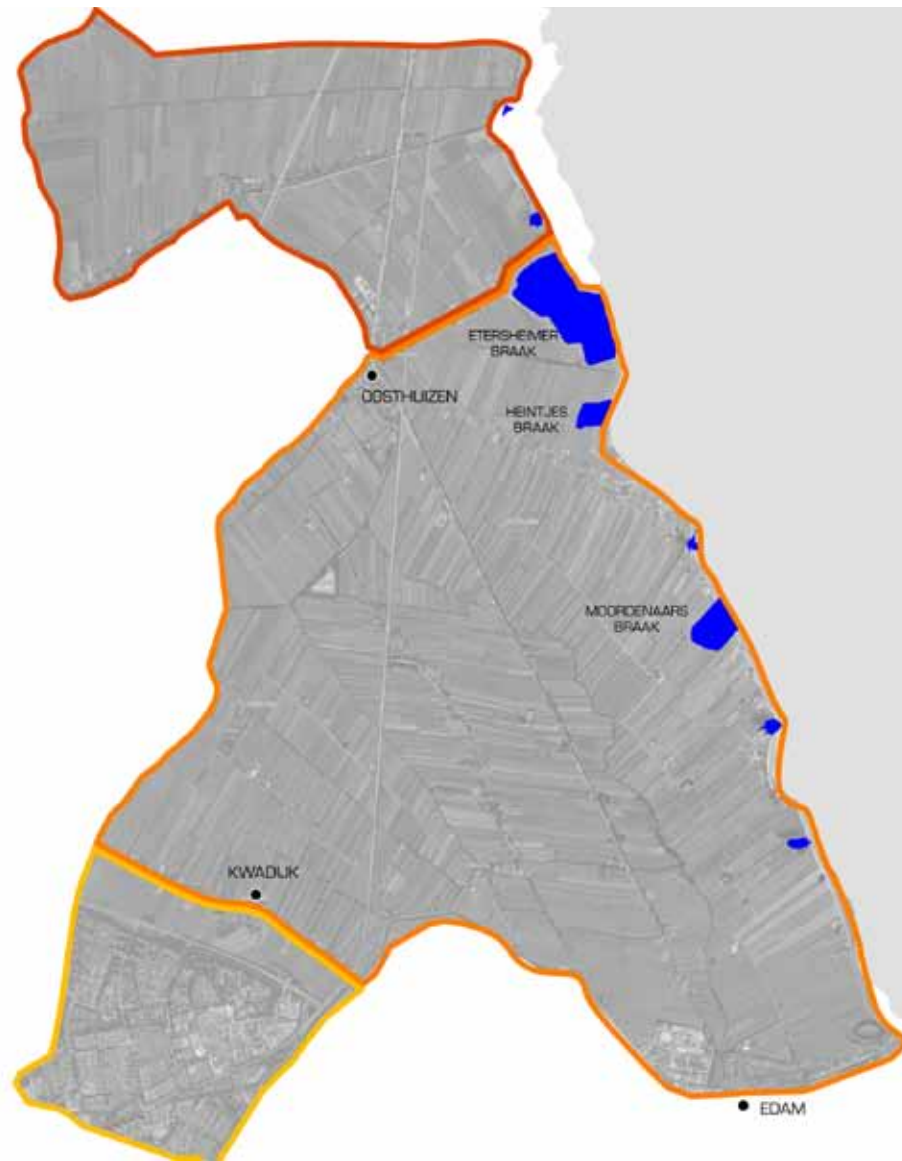 ETERSHEIMER
BRAAK
OOSTHUIZEN
HEINTJES
BRAAK
MOORDENAARS
BRAAK
KWADIJK
EDAM